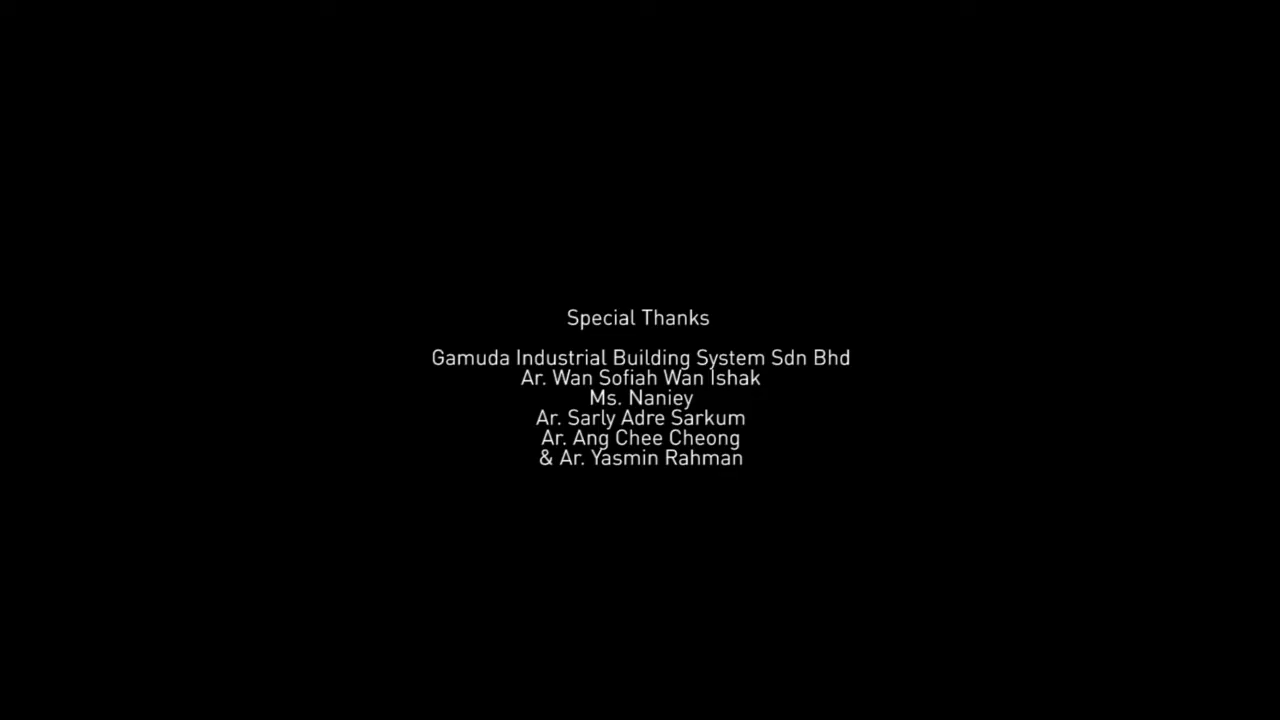 Special Thanks
Gamuda Industrial Building System Sdn Bhd
Ar. Wan Sofiah Wan Ishak
Ms. Naniey
Ar. Sarly Adre Sarkum
Ar. Ang Chee Cheong
& Ar. Yasmin Rahman